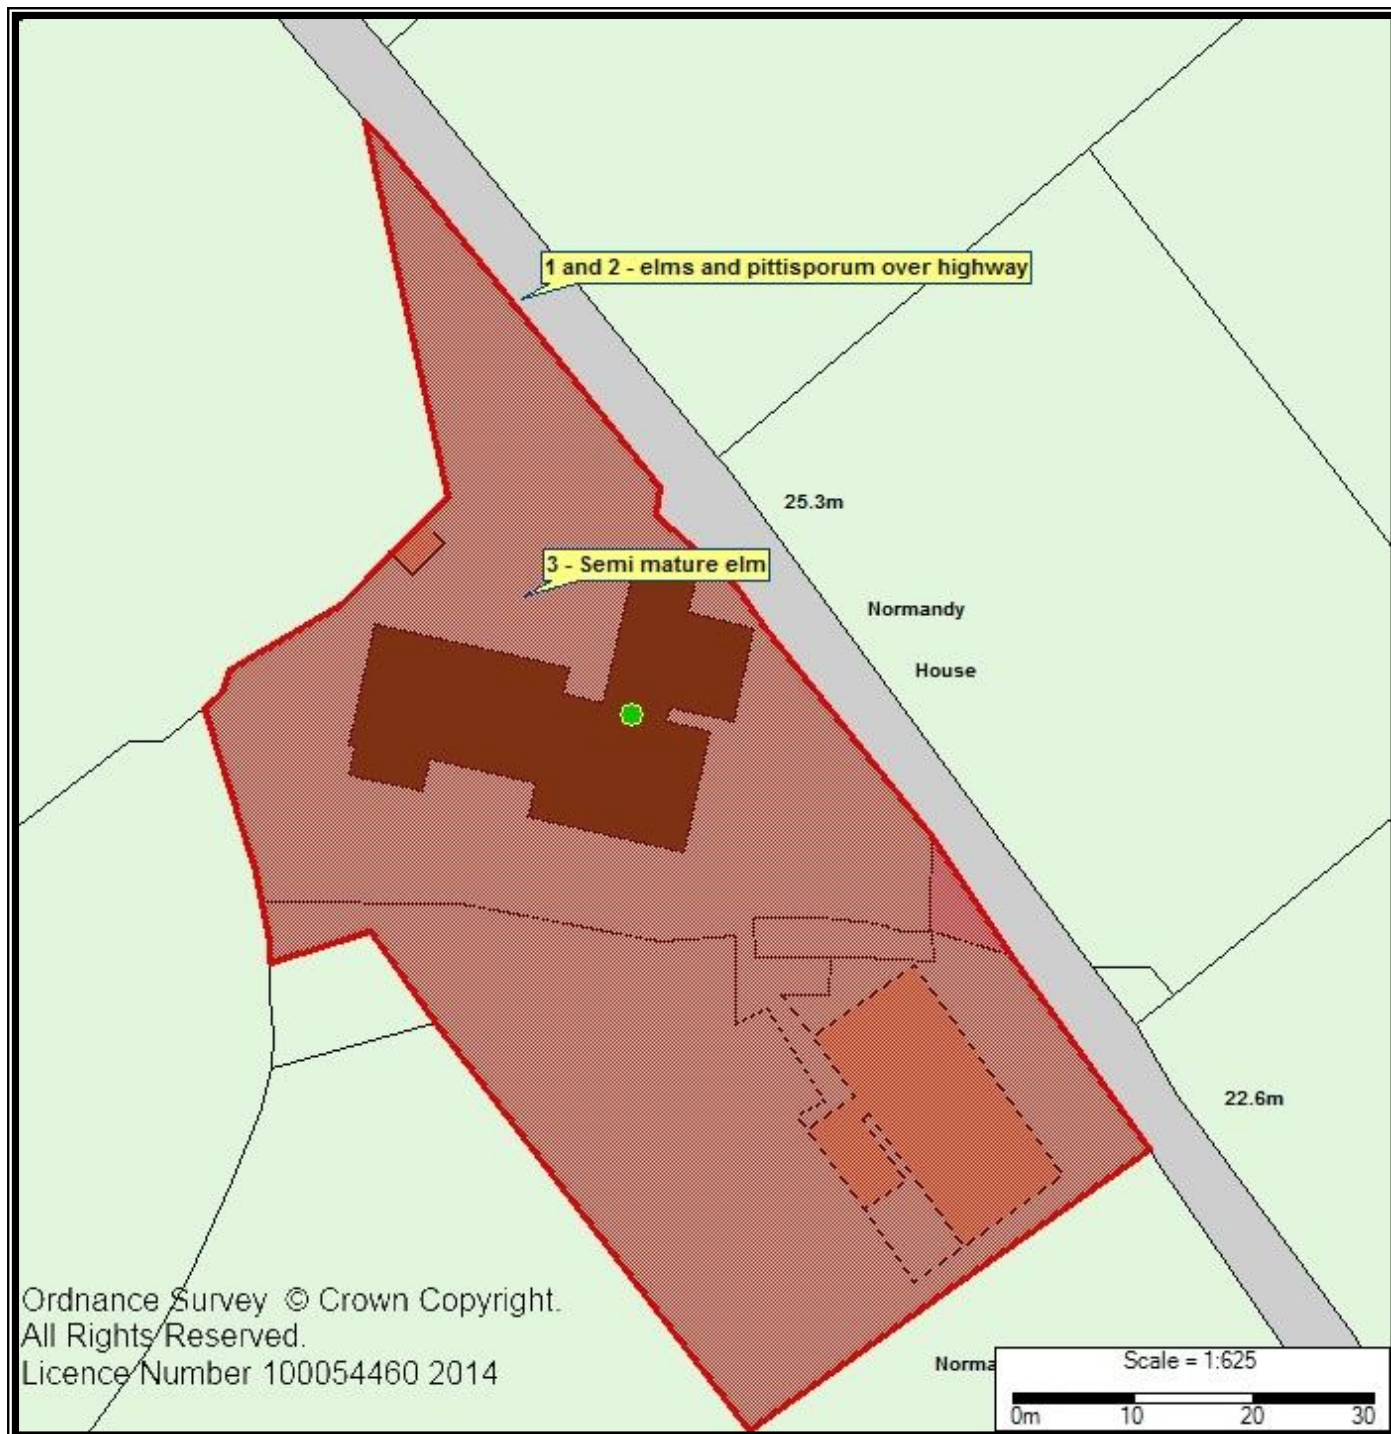 1 and 2 - elms and pittisporum over highway
25.3m
3 - Semi mature elm
Normandy
House
22.6m
Ordnance Survey © Crown Copyright.
All Rights Reserved.
Licence Number 100054460 2014
Scale = 1:625
0m 10 20 30